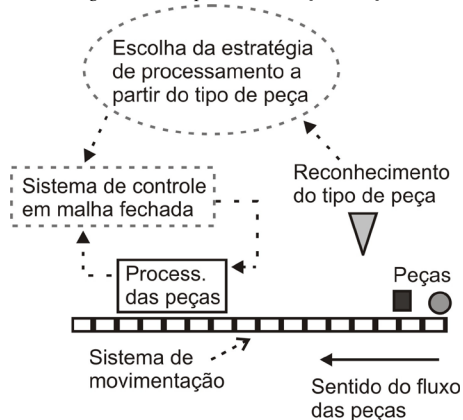 Escolha da estratégia
de processamento a
partir do tipo de peça
Reconhecimento
do tipo de peça
Sistema de controle
em malha fechada
Process.
das peças
Peças
Sistema de
movimentação
Sentido do fluxo
das peças